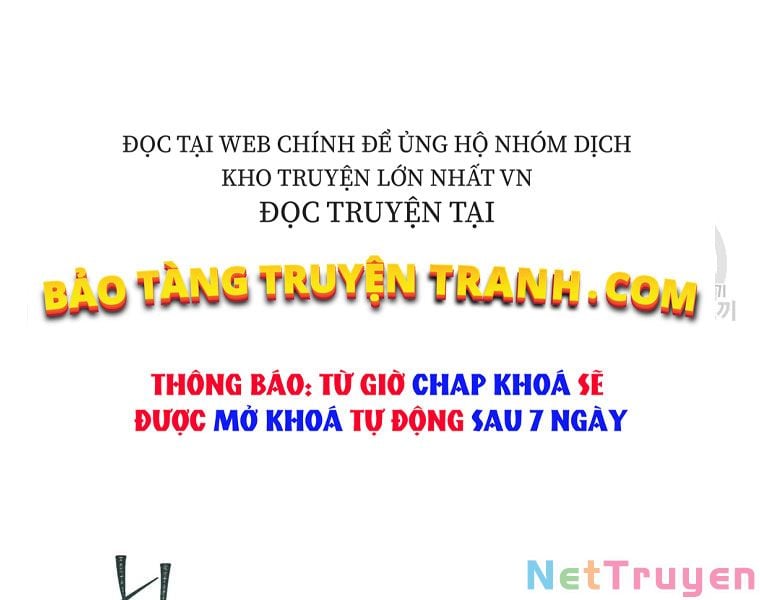 ĐỌC TẠI WEB CHÍNH ĐỂ ỦNG HỘ NHÓM DỊCH
KHO TRUYỆN LỚN NHẤT VN
ĐỌC TRUYỆN TẠI
BẢO TÀNG TRUYỆN TRANH.COM
THÔNG BÁO: TỪ GIỜ CHAP KHOÁ SẼ
ĐƯỢC MỞ KHOÁ TỰ ĐỘNG SAU 7 NGÀY
NetTruyen